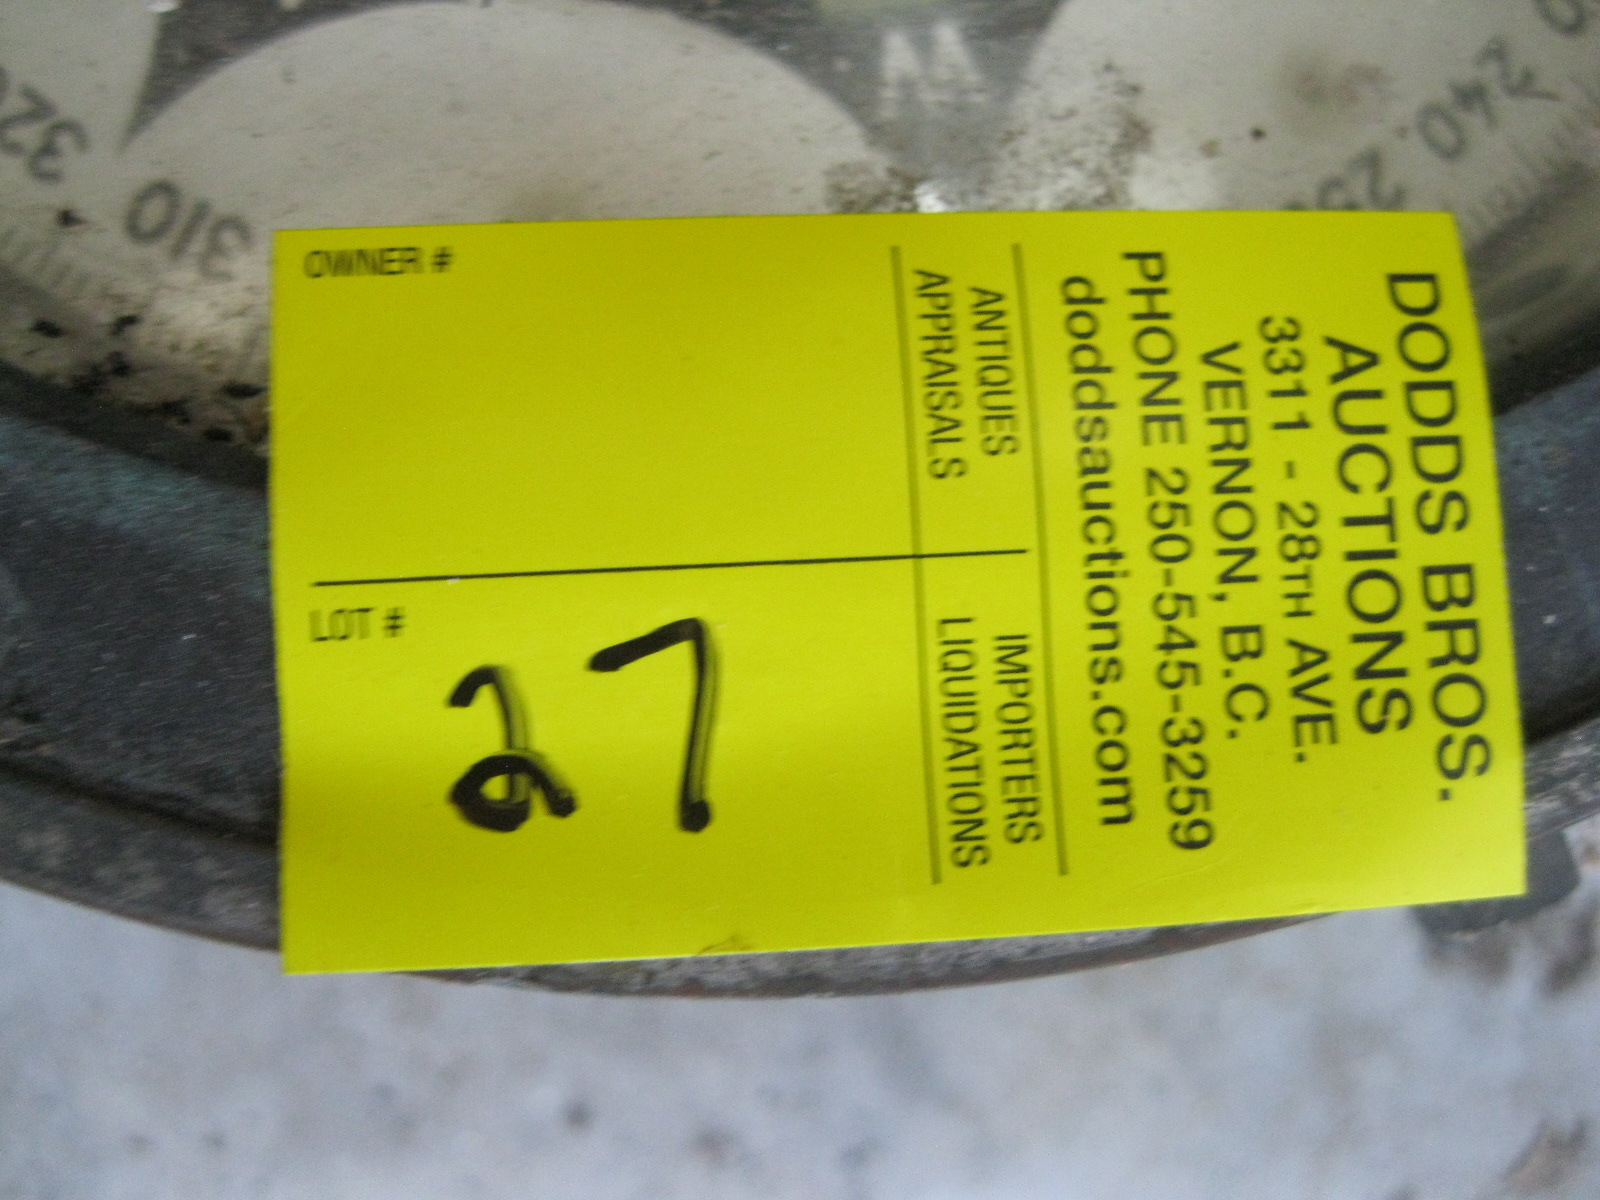 DODDS BROS.
AUCTIONS
3311 - 28TH AVE.
VERNON, B.C.
PHONE 250-545-3259
doddsauctions.com
ANTIQUES
APPRAISALS
IMPORTERS
LIQUIDATIONS
OWNER #
LOT #
27
W
310
240